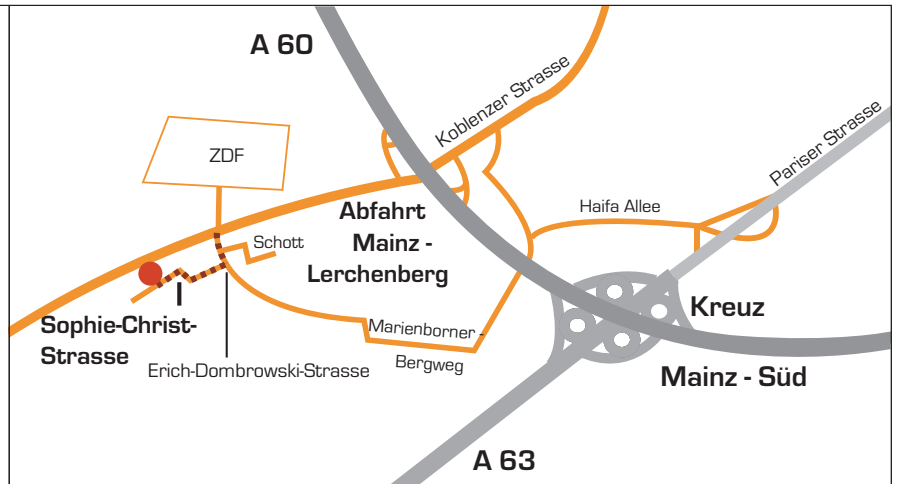 A 60
Koblenzer Strasse
Pariser Strasse
ZDF
Abfahrt
Mainz -
Lerchenberg
Haifa Allee
Schott
Sophie-Christ-
Strasse
Erich-Dombrowski-Strasse
Marienborner -
Bergweg
Kreuz
Mainz - Süd
A 63